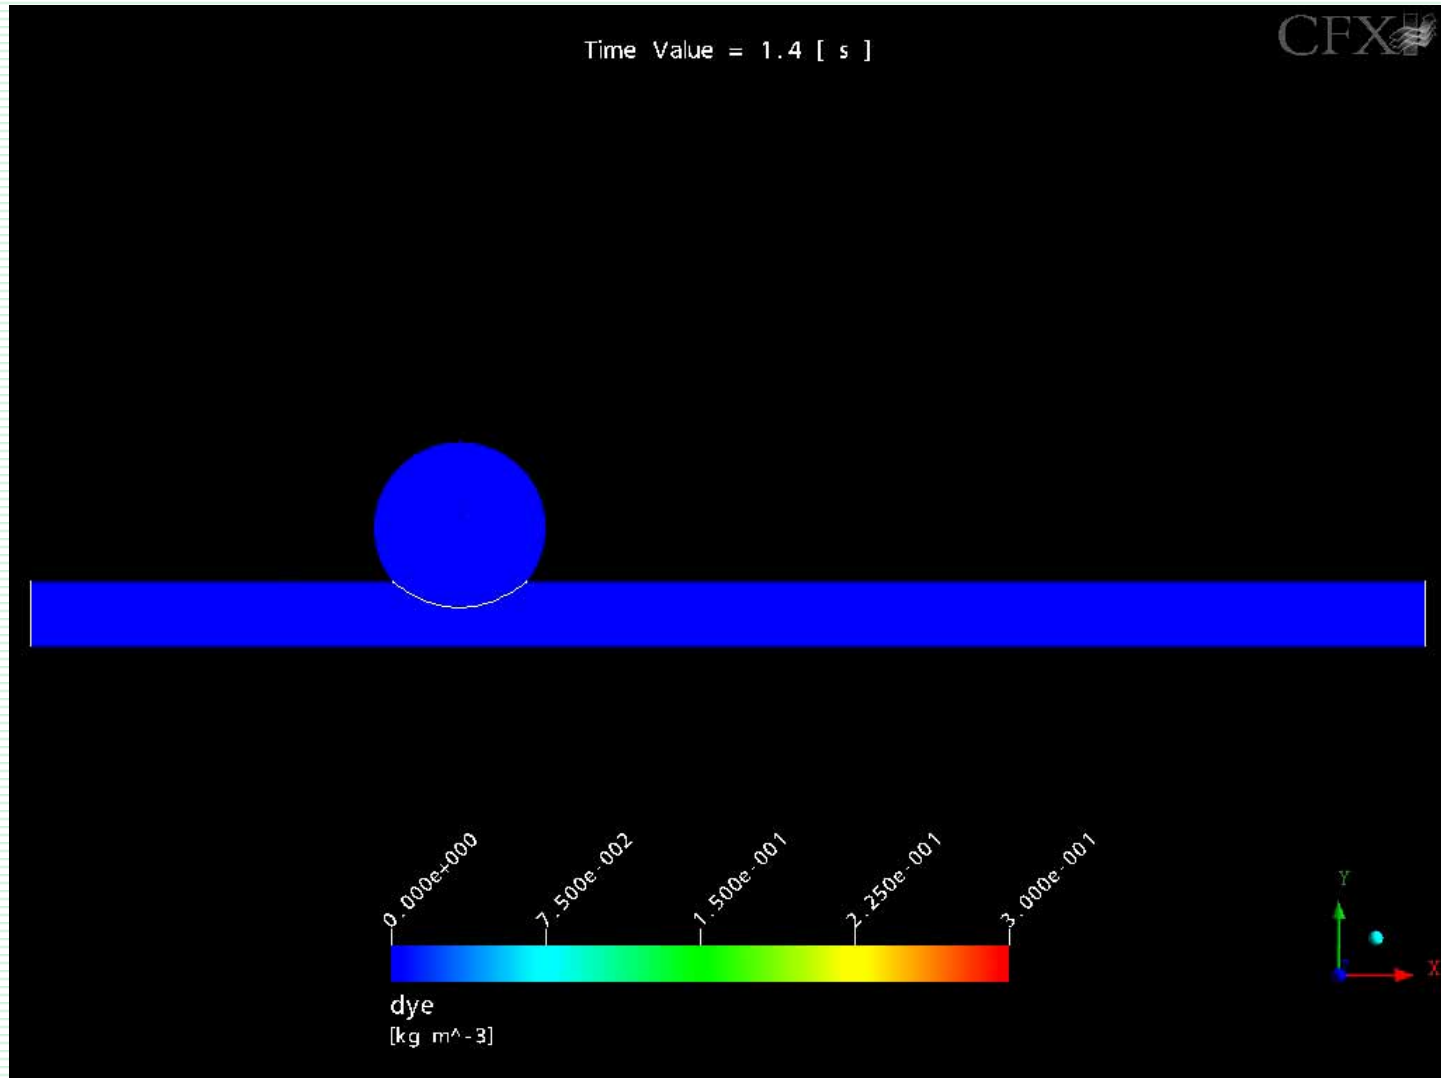 CFX
Time Value = 1.4 [ s ]
0.000e+000
7.500e-002
1.500e-001
2.250e-001
3.000e-001
dye
[kg m^-3]
Y
X